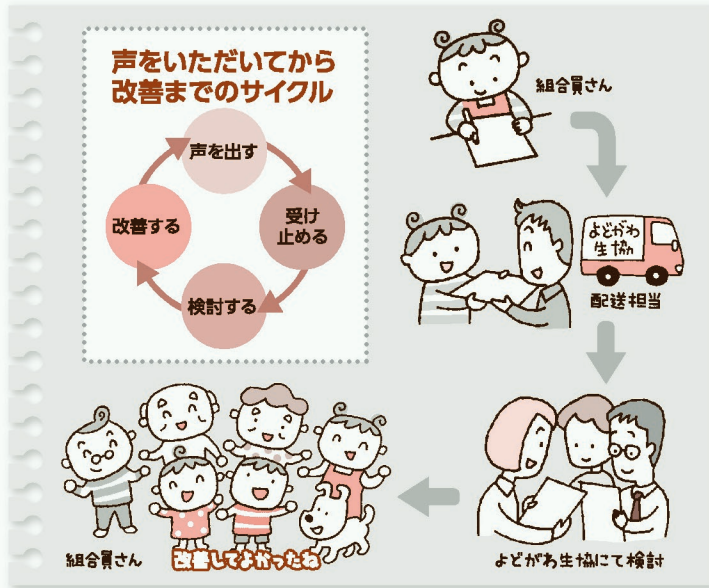 声をいただいてから
改善までのサイクル
声を出す
受け
止める
検討する
改善する
組合員さん
よどがわ
生協
配送担当
よどがわ生協にて検討
組合員さん
改善してよかったね